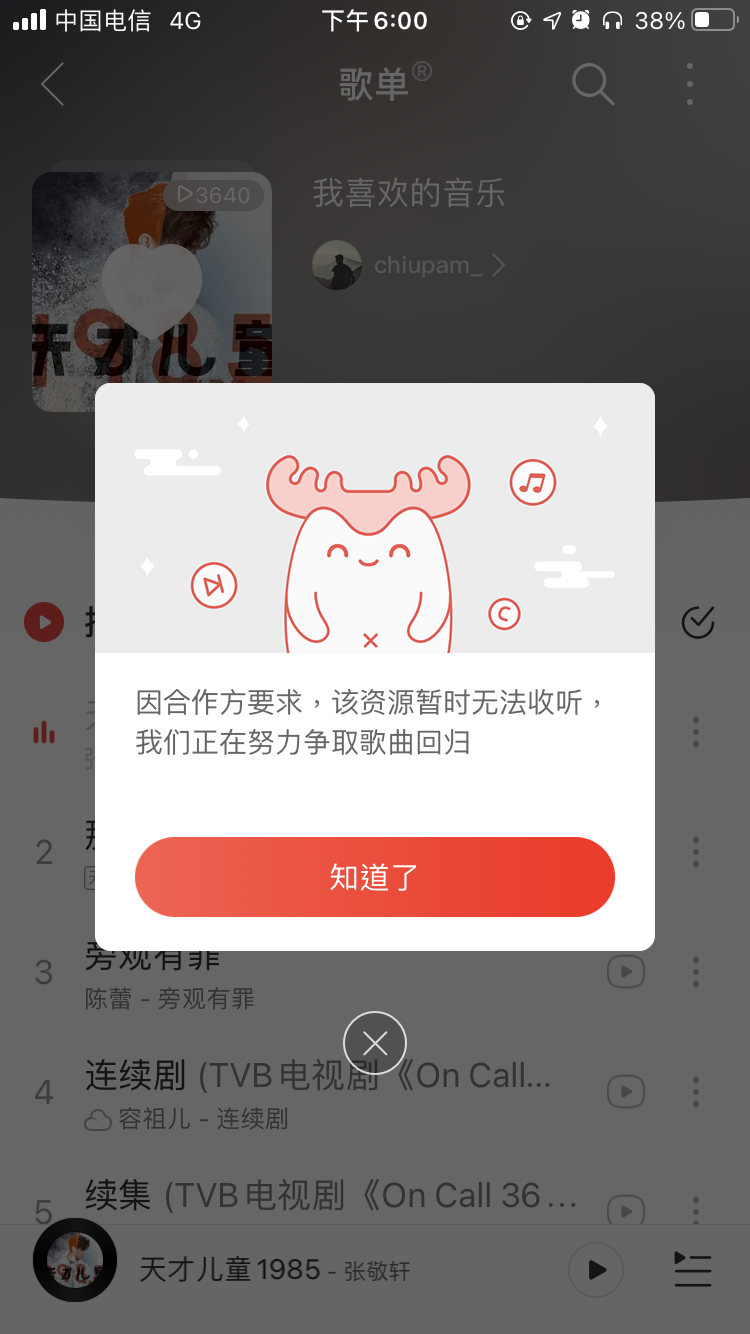 中国电信 4G 下午6:00 38%
歌单®
3640
我喜欢的音乐
chiupam_
天才儿童
1985
因合作方要求，该资源暂时无法收听，
我们正在努力争取歌曲回归
知道了
2
3 旁观有罪
陈蕾 - 旁观有罪
4 连续剧 (TVB电视剧《On Call...
容祖儿 - 连续剧
5 续集 (TVB电视剧《On Call 36...
天才儿童1985 - 张敬轩